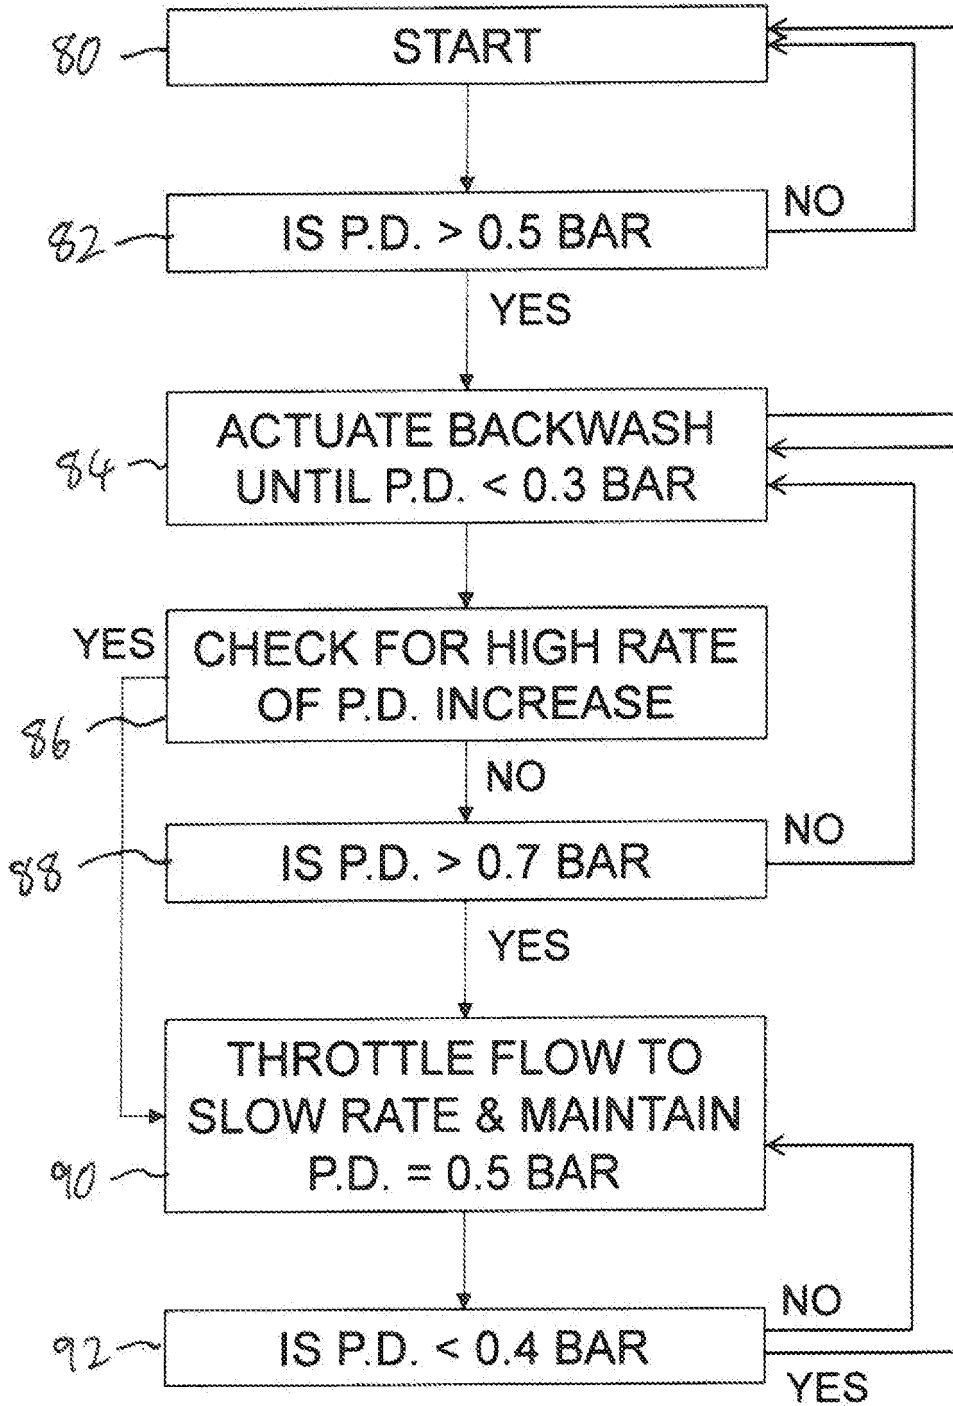 80
START
82
IS P.D. > 0.5 BAR
NO
YES
84
ACTUATE BACKWASH
UNTIL P.D. < 0.3 BAR
YES
86
CHECK FOR HIGH RATE
OF P.D. INCREASE
NO
88
IS P.D. > 0.7 BAR
NO
YES
90
THROTTLE FLOW TO
SLOW RATE & MAINTAIN
P.D. = 0.5 BAR
92
IS P.D. < 0.4 BAR
NO
YES